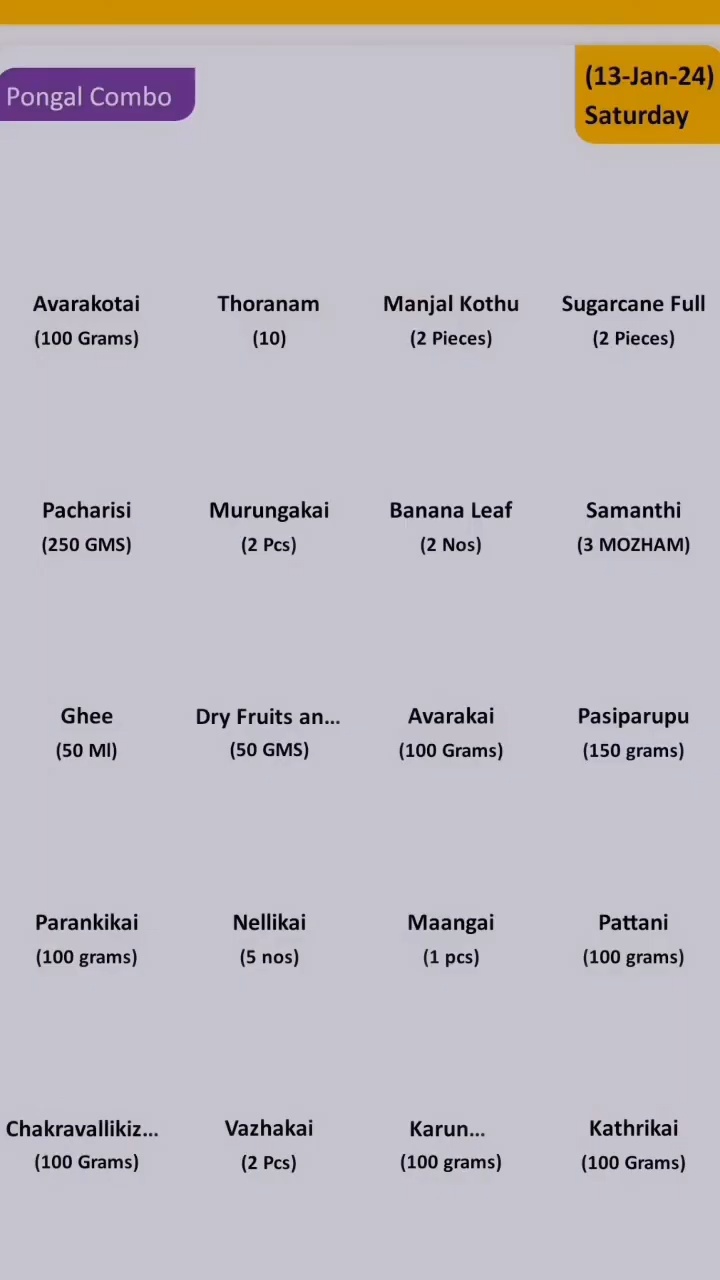 Pongal Combo
(13-Jan-24)
Saturday
Avarakotai
(100 Grams)
Thoranam
(10)
Manjal Kothu
(2 Pieces)
Sugarcane Full
(2 Pieces)
Pacharisi
(250 GMS)
Murungakai
(2 Pcs)
Banana Leaf
(2 Nos)
Samanthi
(3 MOZHAM)
Ghee
(50 Ml)
Dry Fruits an...
(50 GMS)
Avarakai
(100 Grams)
Pasiparupu
(150 grams)
Parankikai
(100 grams)
Nellikai
(5 nos)
Maangai
(1 pcs)
Pattani
(100 grams)
Chakravallikiz...
(100 Grams)
Vazhakai
(2 Pcs)
Karun...
(100 grams)
Kathrikai
(100 Grams)